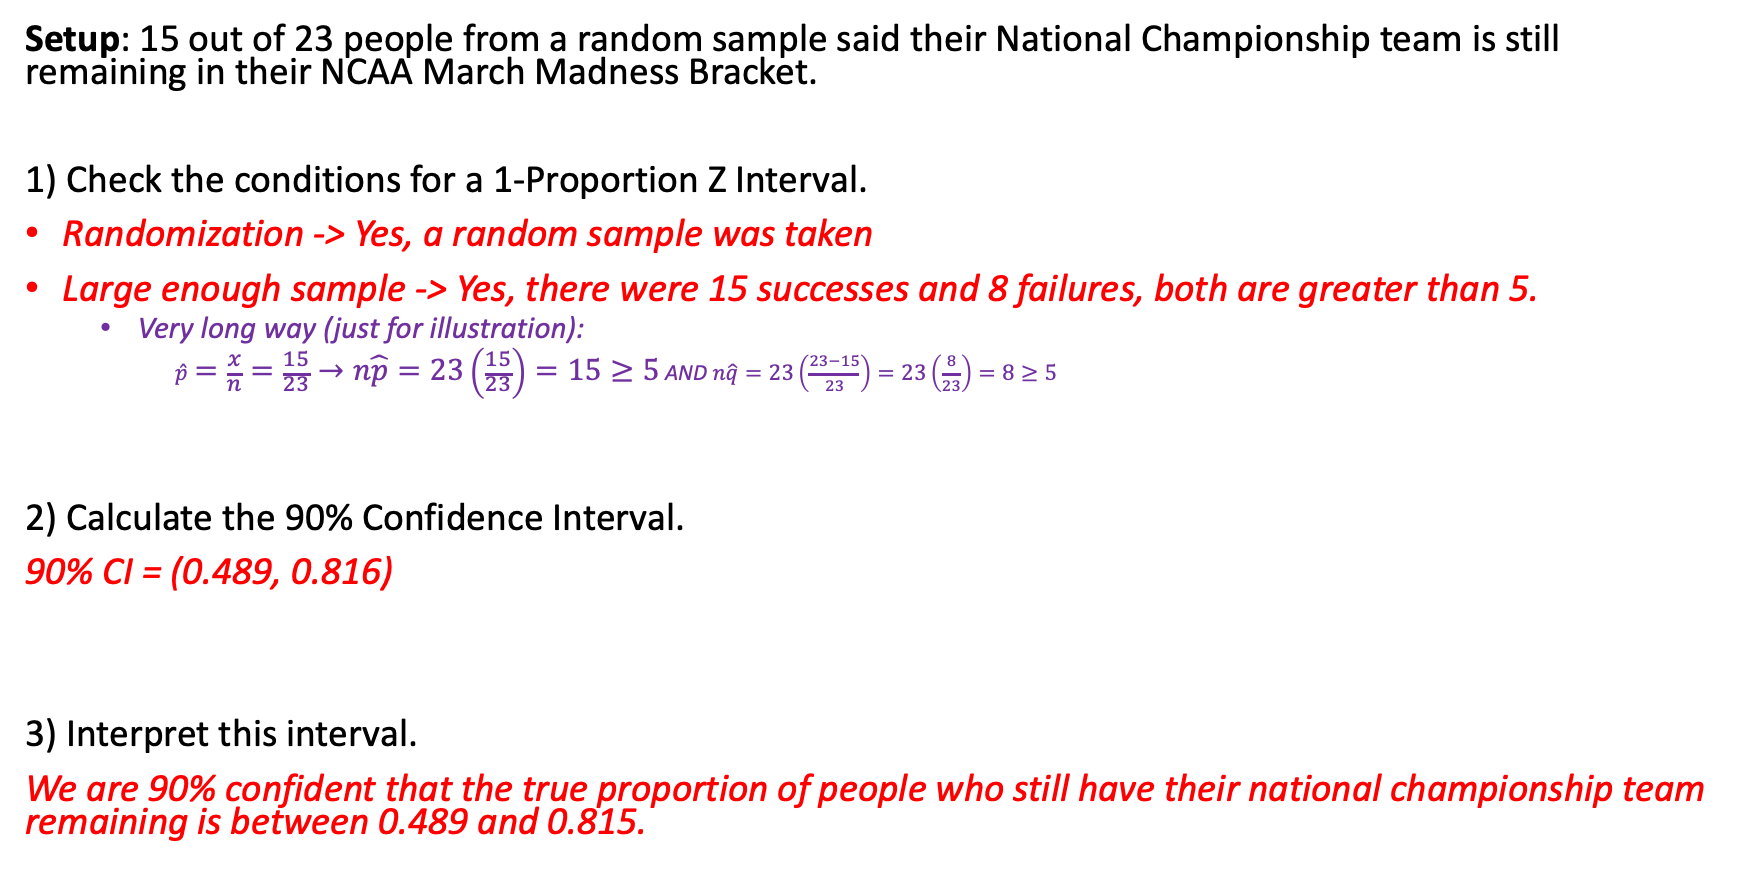 Setup: 15 out of 23 people from a random sample said their National Championship team is still
remaining in their NCAA March Madness Bracket.
1) Check the conditions for a 1-Proportion Z Interval.
• Randomization -> Yes, a random sample was taken
• Large enough sample -> Yes, there were 15 successes and 8 failures, both are greater than 5.
• Very long way (just for illustration):
p̂ = x/n = 15/23 → np̂ = 23 (15/23) = 15 ≥ 5 AND nq̂ = 23 ((23−15)/23) = 23 (8/23) = 8 ≥ 5
2) Calculate the 90% Confidence Interval.
90% CI = (0.489, 0.816)
3) Interpret this interval.
We are 90% confident that the true proportion of people who still have their national championship team
remaining is between 0.489 and 0.815.